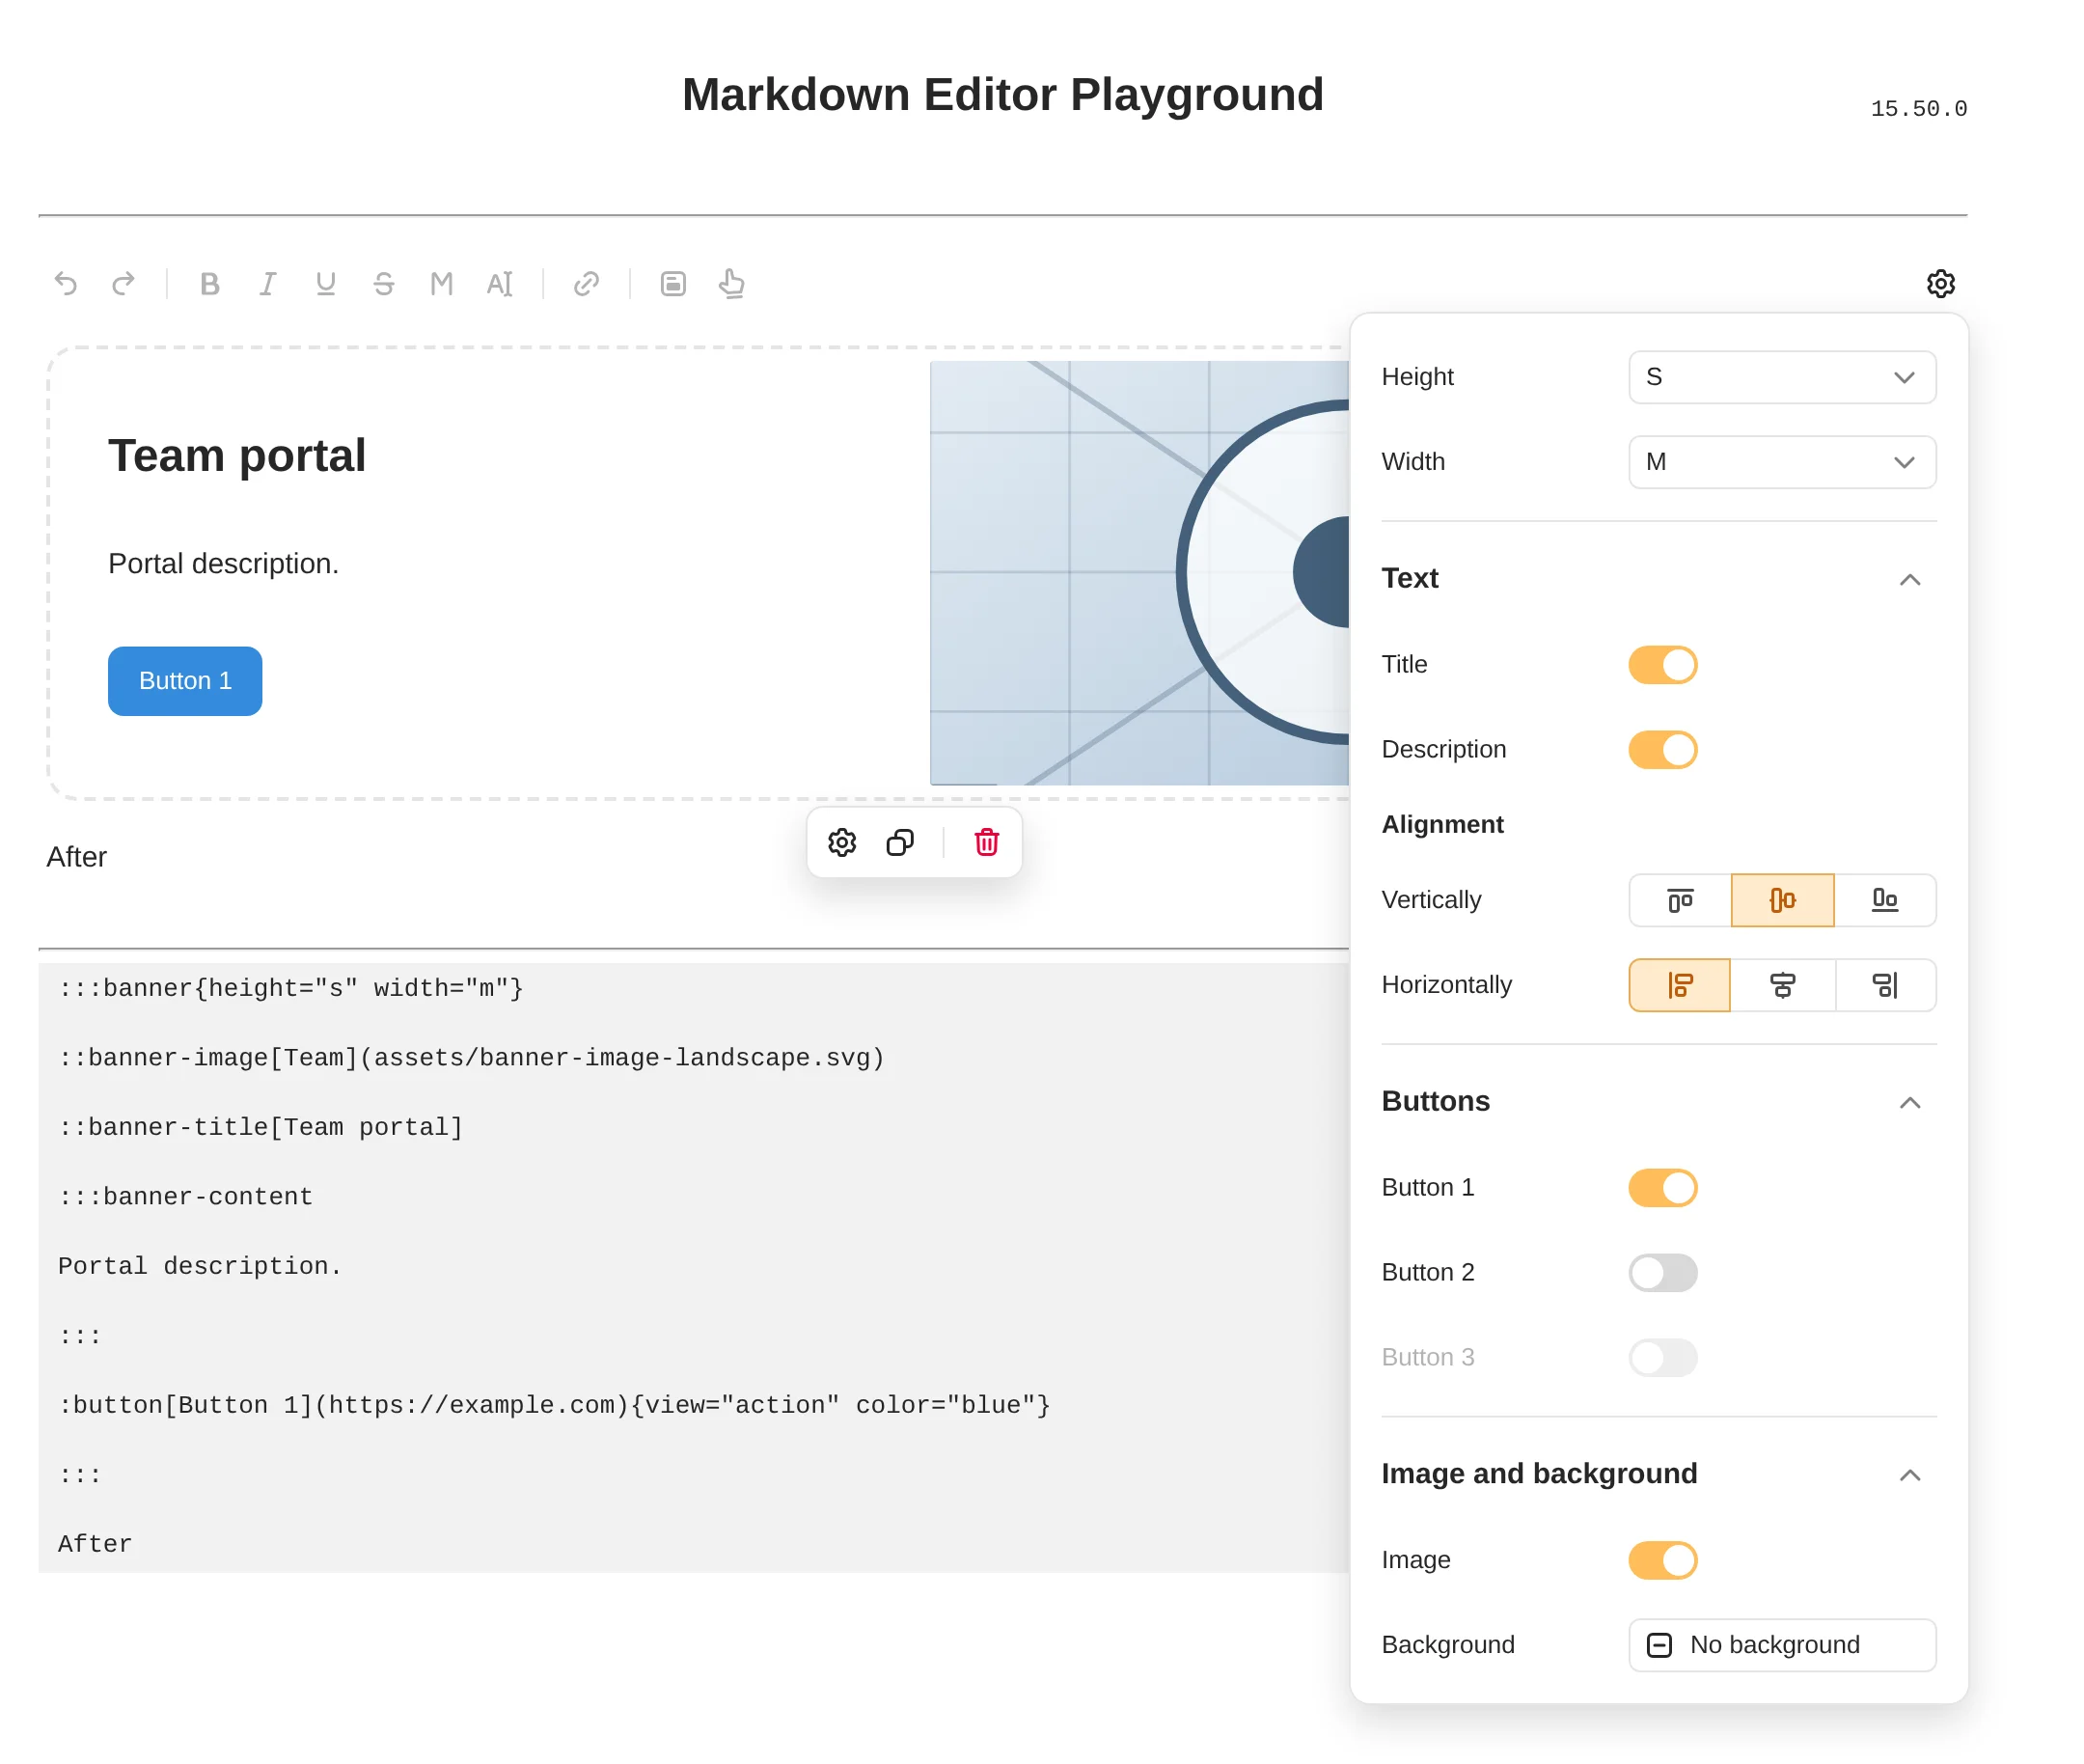 Markdown Editor Playground
15.50.0
Team portal
Portal description.
Button 1
After
:::banner{height="s" width="m"}
::banner-image[Team](assets/banner-image-landscape.svg)
::banner-title[Team portal]
:::banner-content
Portal description.
:::
:button[Button 1](https://example.com){view="action" color="blue"}
:::
After
Height S
Width M
Text
Title
Description
Alignment
Vertically
Horizontally
Buttons
Button 1
Button 2
Button 3
Image and background
Image
Background No background